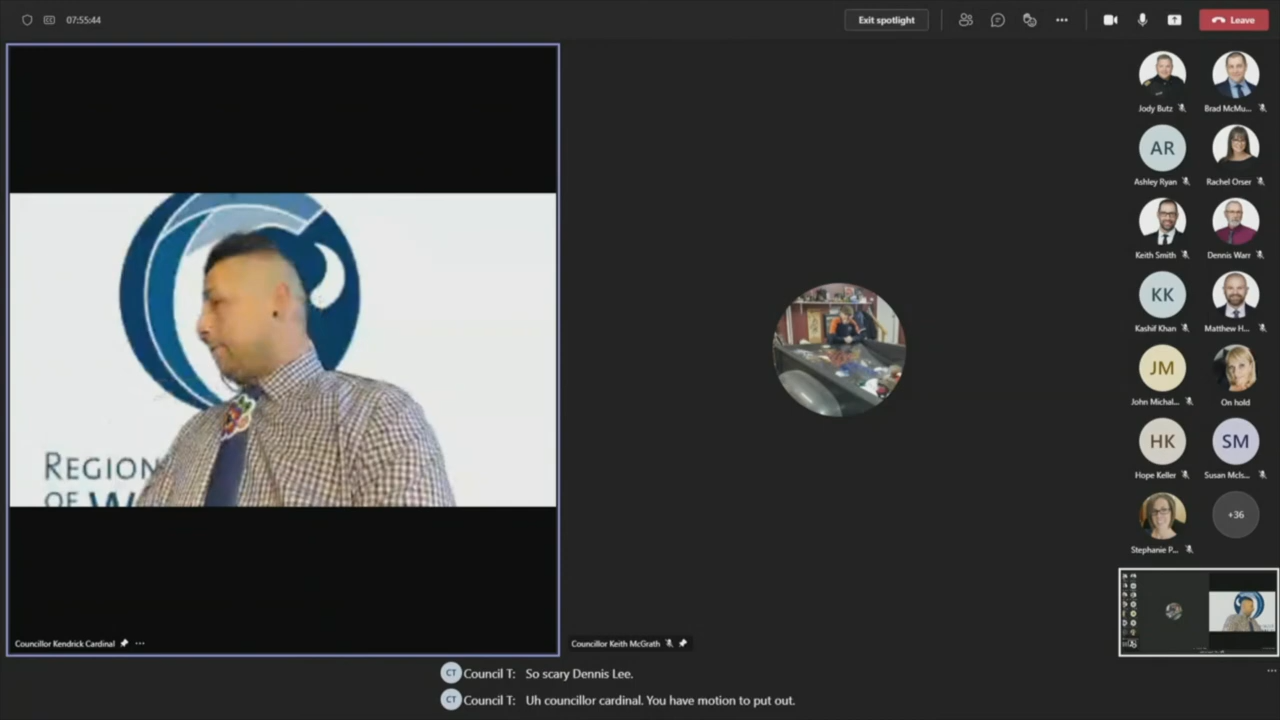 07:55:44
Exit spotlight
Leave
Jody Butz
Brad McMu...
AR
Ashley Ryan
Rachel Orser
Keith Smith
Dennis Warr
KK
Kashif Khan
Matthew H...
JM
John Michal...
On hold
HK
Hope Keller
SM
Susan McIs...
Stephanie P...
+36
REGION
OF W
Councillor Kendrick Cardinal
Councillor Keith McGrath
CT Council T: So scary Dennis Lee.
CT Council T: Uh councillor cardinal. You have motion to put out.